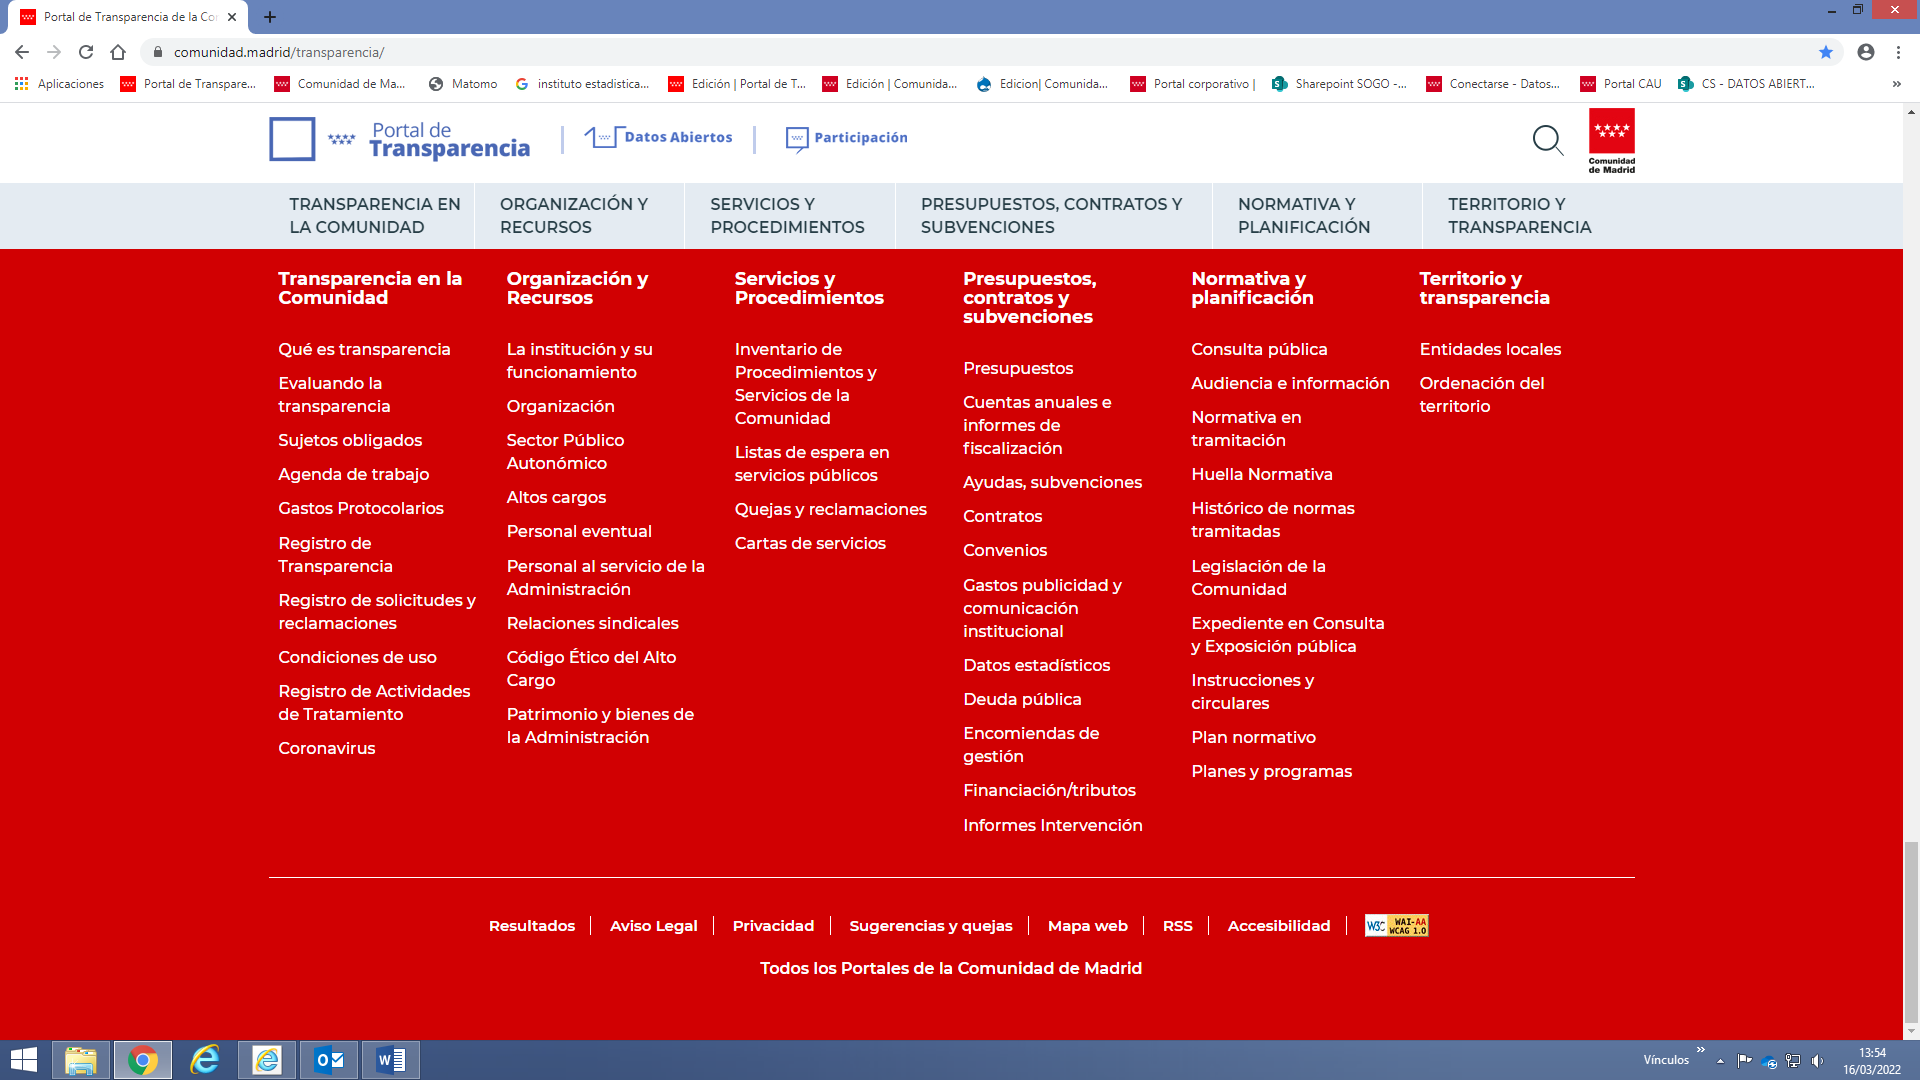 Portal de Transparencia de la Co
comunidad.madrid/transparencia/
Aplicaciones
Portal de Transpare...
Comunidad de Ma...
Matomo
instituto estadistica...
Edición | Portal de T...
Edición | Comunida...
Edicion| Comunida...
Portal corporativo |
Sharepoint SOGO -...
Conectarse - Datos...
Portal CAU
CS - DATOS ABIERT...
»
Portal de
Transparencia
Datos Abiertos
Participación
Comunidad
de Madrid
TRANSPARENCIA EN
LA COMUNIDAD
ORGANIZACIÓN Y
RECURSOS
SERVICIOS Y
PROCEDIMIENTOS
PRESUPUESTOS, CONTRATOS Y
SUBVENCIONES
NORMATIVA Y
PLANIFICACIÓN
TERRITORIO Y
TRANSPARENCIA
Transparencia en la
Comunidad
Qué es transparencia
Evaluando la
transparencia
Sujetos obligados
Agenda de trabajo
Gastos Protocolarios
Registro de
Transparencia
Registro de solicitudes y
reclamaciones
Condiciones de uso
Registro de Actividades
de Tratamiento
Coronavirus
Organización y
Recursos
La institución y su
funcionamiento
Organización
Sector Público
Autonómico
Altos cargos
Personal eventual
Personal al servicio de la
Administración
Relaciones sindicales
Código Ético del Alto
Cargo
Patrimonio y bienes de
la Administración
Servicios y
Procedimientos
Inventario de
Procedimientos y
Servicios de la
Comunidad
Listas de espera en
servicios públicos
Quejas y reclamaciones
Cartas de servicios
Presupuestos,
contratos y
subvenciones
Presupuestos
Cuentas anuales e
informes de
fiscalización
Ayudas, subvenciones
Contratos
Convenios
Gastos publicidad y
comunicación
institucional
Datos estadísticos
Deuda pública
Encomiendas de
gestión
Financiación/tributos
Informes Intervención
Normativa y
planificación
Consulta pública
Audiencia e información
Normativa en
tramitación
Huella Normativa
Histórico de normas
tramitadas
Legislación de la
Comunidad
Expediente en Consulta
y Exposición pública
Instrucciones y
circulares
Plan normativo
Planes y programas
Territorio y
transparencia
Entidades locales
Ordenación del
territorio
Resultados
Aviso Legal
Privacidad
Sugerencias y quejas
Mapa web
RSS
Accesibilidad
W3C WAI-AA
WCAG 1.0
Todos los Portales de la Comunidad de Madrid
Vínculos »
13:54
16/03/2022